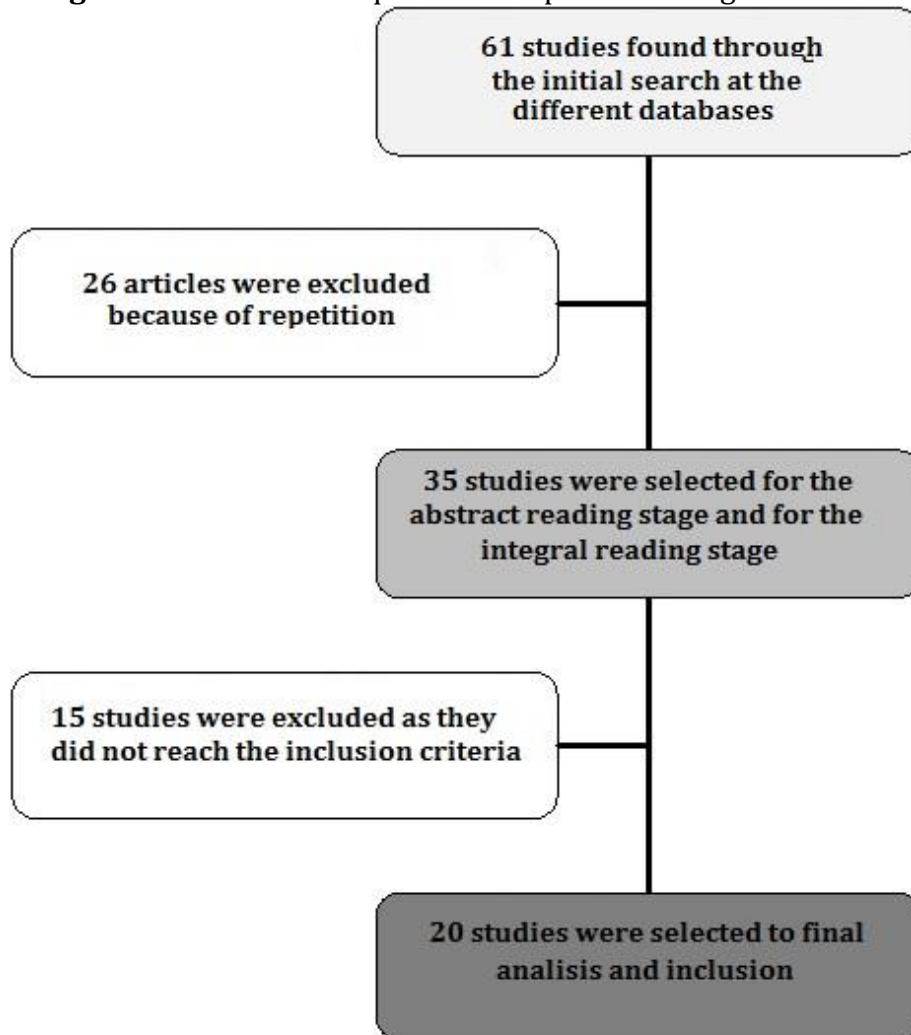 61 studies found through
the initial search at the
different databases
26 articles were excluded
because of repetition
35 studies were selected for the
abstract reading stage and for the
integral reading stage
15 studies were excluded as they
did not reach the inclusion criteria
20 studies were selected to final
analisis and inclusion